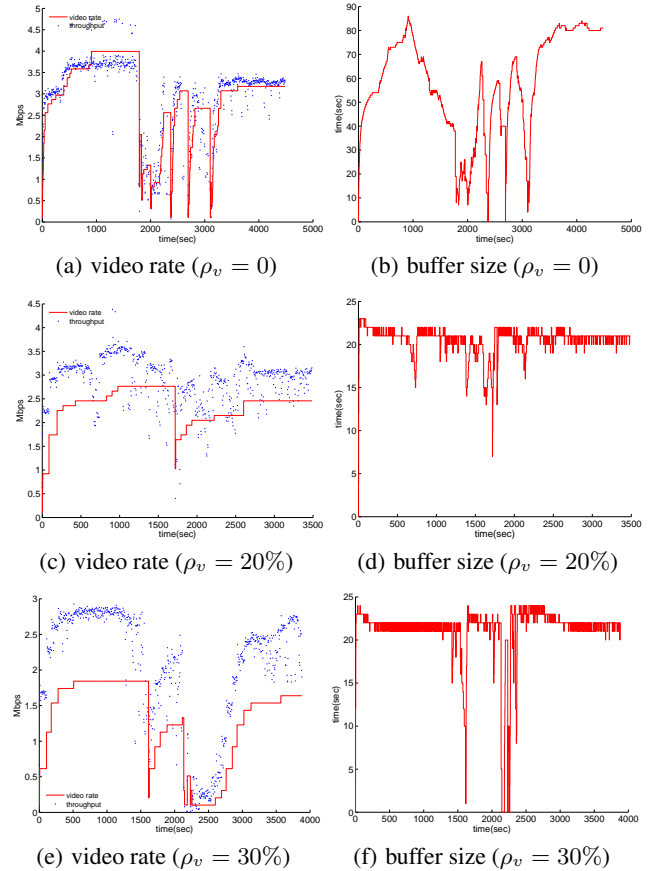 5
4.5
4
3.5
3
2.5
2
1.5
1
0.5
0
Mbps
video rate
throughput
0 1000 2000 3000 4000 5000
time(sec)
(a) video rate (ρv = 0)
90
80
70
60
50
40
30
20
10
0
time(sec)
0 1000 2000 3000 4000 5000
time(sec)
(b) buffer size (ρv = 0)
4.5
4
3.5
3
2.5
2
1.5
1
0.5
0
Mbps
video rate
throughput
0 500 1000 1500 2000 2500 3000 3500
time(sec)
(c) video rate (ρv = 20%)
25
20
15
10
5
0
time(sec)
0 500 1000 1500 2000 2500 3000 3500
time(sec)
(d) buffer size (ρv = 20%)
3
2.5
2
1.5
1
0.5
0
Mbps
video rate
throughput
0 500 1000 1500 2000 2500 3000 3500 4000
time(sec)
(e) video rate (ρv = 30%)
25
20
15
10
5
0
time(sec)
0 500 1000 1500 2000 2500 3000 3500 4000
time(sec)
(f) buffer size (ρv = 30%)